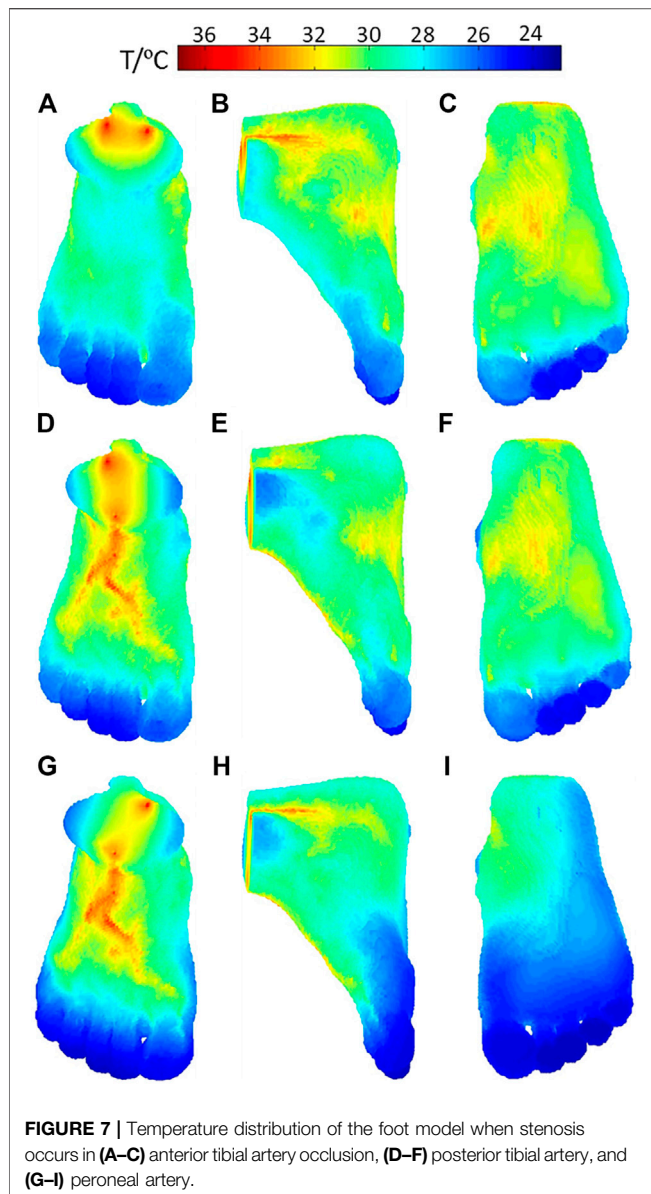 36 34 32 30 28 26 24
T/ºC
A B C
D E F
G H I
FIGURE 7 | Temperature distribution of the foot model when stenosis
occurs in (A–C) anterior tibial artery occlusion, (D–F) posterior tibial artery, and
(G–I) peroneal artery.